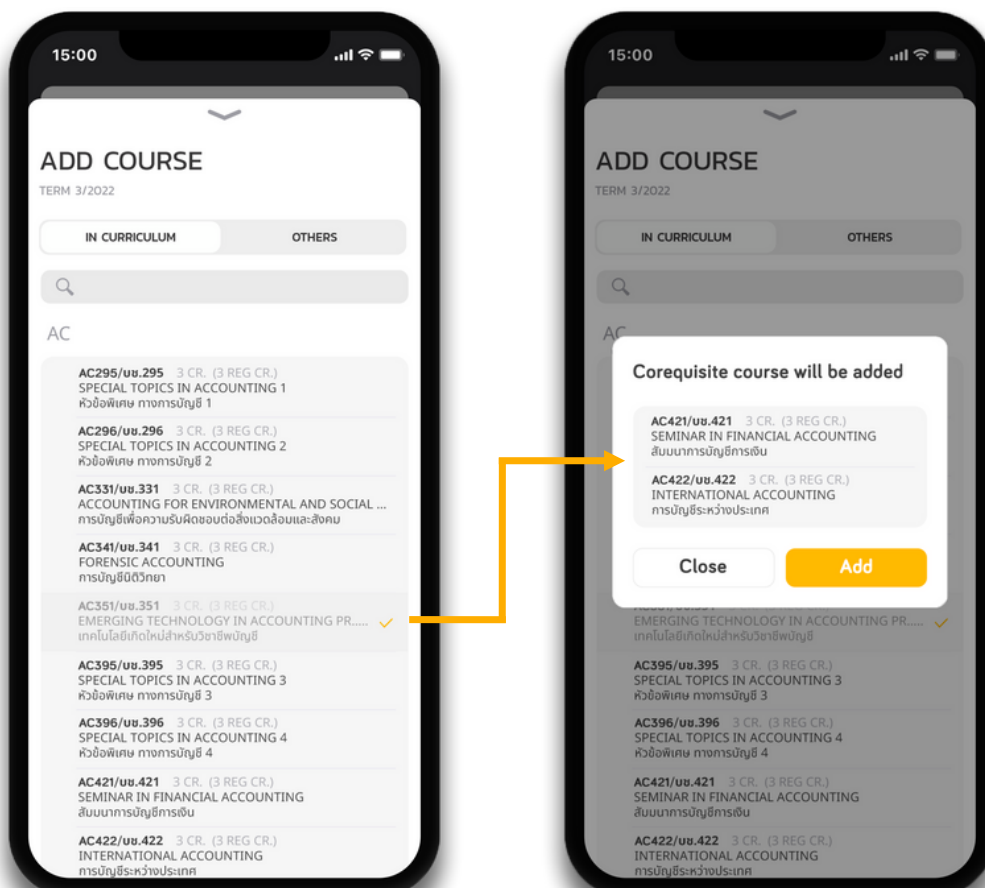 15:00
ADD COURSE
TERM 3/2022
IN CURRICULUM OTHERS
AC
AC295/บช.295 3 CR. (3 REG CR.)
SPECIAL TOPICS IN ACCOUNTING 1
หัวข้อพิเศษ ทางการบัญชี 1
AC296/บช.296 3 CR. (3 REG CR.)
SPECIAL TOPICS IN ACCOUNTING 2
หัวข้อพิเศษ ทางการบัญชี 2
AC331/บช.331 3 CR. (3 REG CR.)
ACCOUNTING FOR ENVIRONMENTAL AND SOCIAL ...
การบัญชีเพื่อความรับผิดชอบต่อสิ่งแวดล้อมและสังคม
AC341/บช.341 3 CR. (3 REG CR.)
FORENSIC ACCOUNTING
การบัญชีนิติวิทยา
AC351/บช.351 3 CR. (3 REG CR.)
EMERGING TECHNOLOGY IN ACCOUNTING PR.....
เทคโนโลยีเกิดใหม่สำหรับวิชาชีพบัญชี
AC395/บช.395 3 CR. (3 REG CR.)
SPECIAL TOPICS IN ACCOUNTING 3
หัวข้อพิเศษ ทางการบัญชี 3
AC396/บช.396 3 CR. (3 REG CR.)
SPECIAL TOPICS IN ACCOUNTING 4
หัวข้อพิเศษ ทางการบัญชี 4
AC421/บช.421 3 CR. (3 REG CR.)
SEMINAR IN FINANCIAL ACCOUNTING
สัมมนาการบัญชีการเงิน
AC422/บช.422 3 CR. (3 REG CR.)
INTERNATIONAL ACCOUNTING
การบัญชีระหว่างประเทศ
15:00
ADD COURSE
TERM 3/2022
IN CURRICULUM OTHERS
AC
Corequisite course will be added
AC421/บช.421 3 CR. (3 REG CR.)
SEMINAR IN FINANCIAL ACCOUNTING
สัมมนาการบัญชีการเงิน
AC422/บช.422 3 CR. (3 REG CR.)
INTERNATIONAL ACCOUNTING
การบัญชีระหว่างประเทศ
Close Add
EMERGING TECHNOLOGY IN ACCOUNTING PR.....
เทคโนโลยีเกิดใหม่สำหรับวิชาชีพบัญชี
AC395/บช.395 3 CR. (3 REG CR.)
SPECIAL TOPICS IN ACCOUNTING 3
หัวข้อพิเศษ ทางการบัญชี 3
AC396/บช.396 3 CR. (3 REG CR.)
SPECIAL TOPICS IN ACCOUNTING 4
หัวข้อพิเศษ ทางการบัญชี 4
AC421/บช.421 3 CR. (3 REG CR.)
SEMINAR IN FINANCIAL ACCOUNTING
สัมมนาการบัญชีการเงิน
AC422/บช.422 3 CR. (3 REG CR.)
INTERNATIONAL ACCOUNTING
การบัญชีระหว่างประเทศ